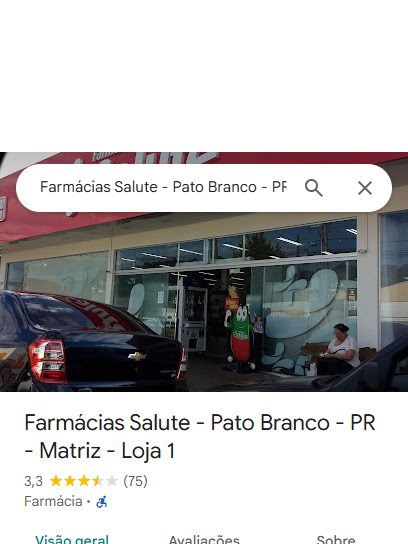 Farmácias Salute - Pato Branco - PR
Farmácias Salute - Pato Branco - PR
- Matriz - Loja 1
3,3 (75)
Farmácia ·
Visão geral Avaliações Sobre